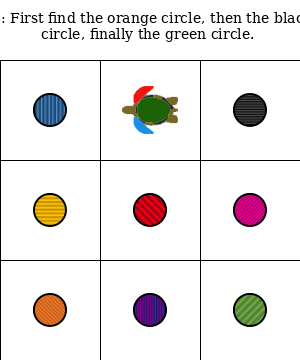 : First find the orange circle, then the
circle, finally the green circle.